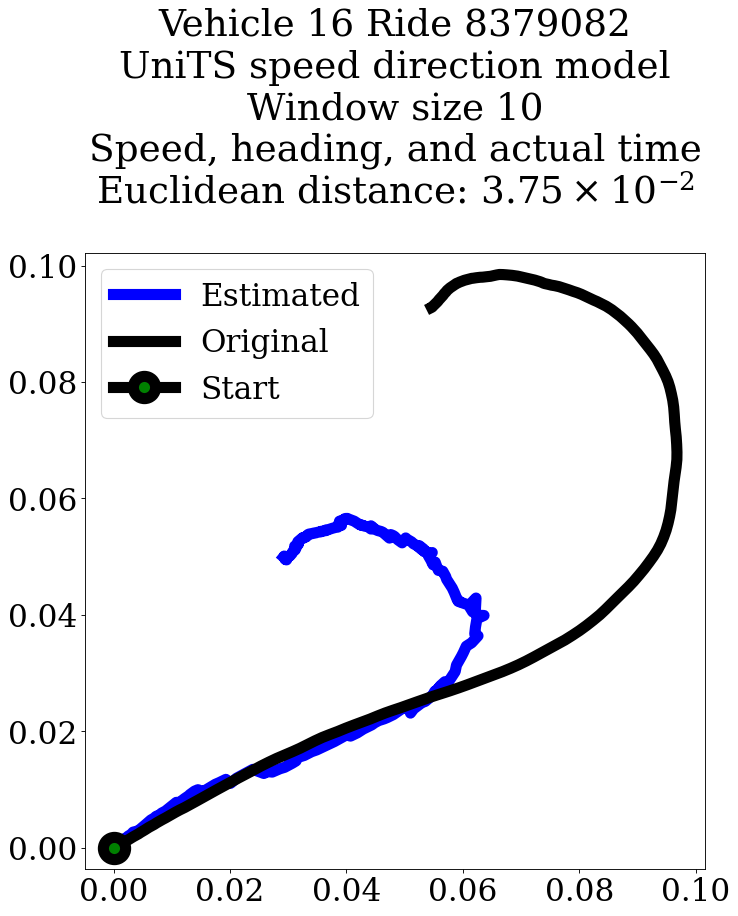 Vehicle 16 Ride 8379082
UniTS speed direction model
Window size 10
Speed, heading, and actual time
Euclidean distance: 3.75 × 10⁻²
Estimated
Original
Start
0.10
0.08
0.06
0.04
0.02
0.00
0.00 0.02 0.04 0.06 0.08 0.10